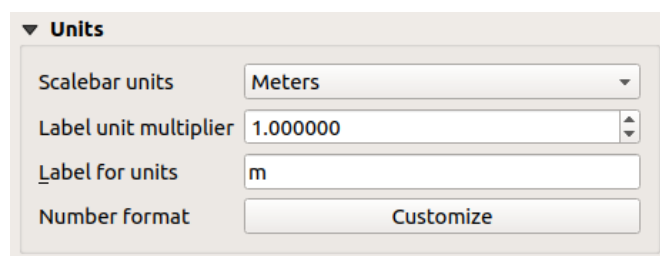 Units
Scalebar units Meters
Label unit multiplier 1.000000
Label for units m
Number format Customize